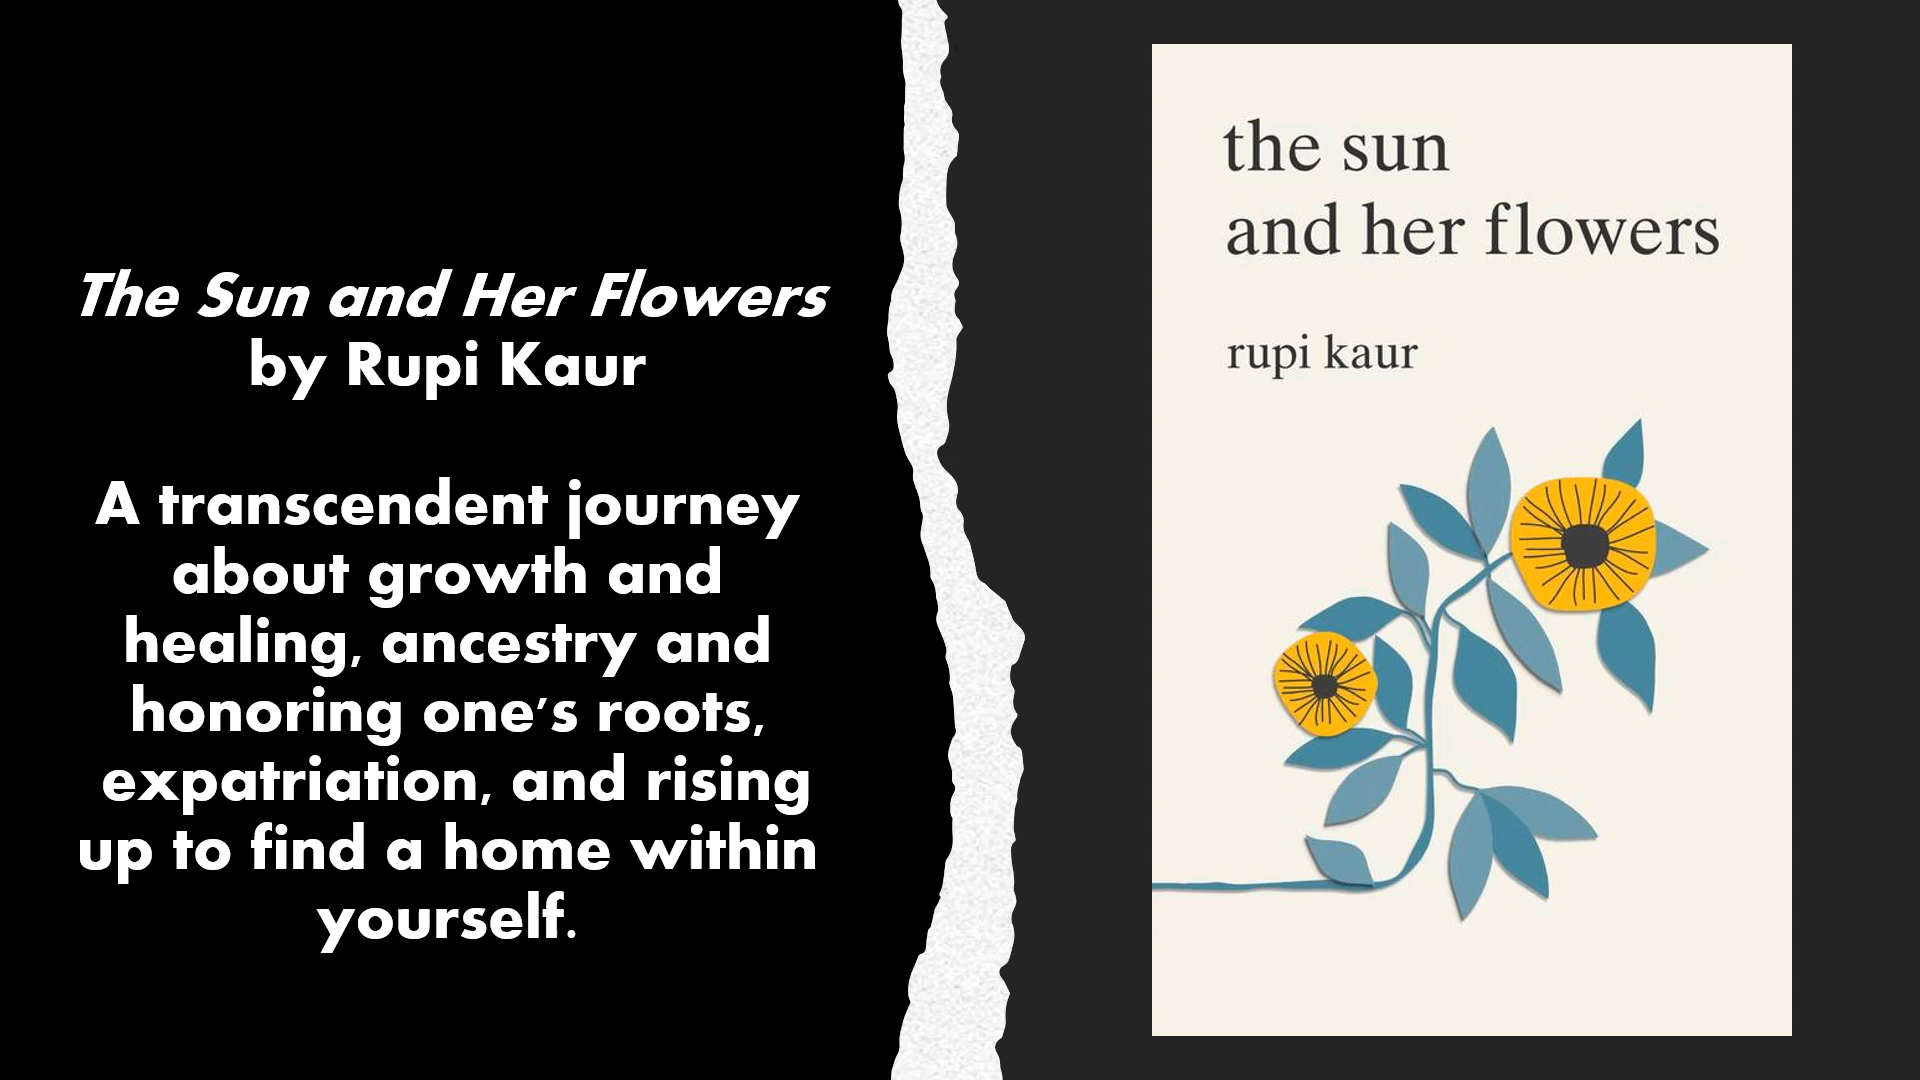 The Sun and Her Flowers
by Rupi Kaur
A transcendent journey
about growth and
healing, ancestry and
honoring one's roots,
expatriation, and rising
up to find a home within
yourself.
the sun
and her flowers
rupi kaur